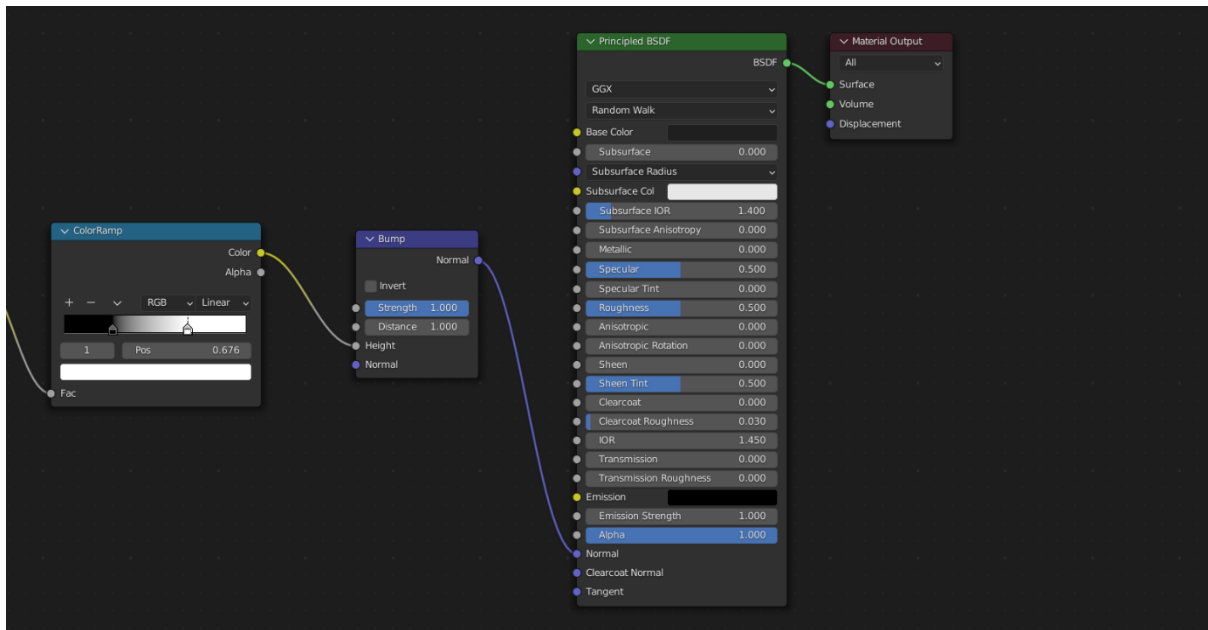 ColorRamp
Color
Alpha
+ − RGB Linear
1 Pos 0.676
Fac
Bump
Normal
Invert
Strength 1.000
Distance 1.000
Height
Normal
Principled BSDF
BSDF
GGX
Random Walk
Base Color
Subsurface 0.000
Subsurface Radius
Subsurface Col
Subsurface IOR 1.400
Subsurface Anisotropy 0.000
Metallic 0.000
Specular 0.500
Specular Tint 0.000
Roughness 0.500
Anisotropic 0.000
Anisotropic Rotation 0.000
Sheen 0.000
Sheen Tint 0.500
Clearcoat 0.000
Clearcoat Roughness 0.030
IOR 1.450
Transmission 0.000
Transmission Roughness 0.000
Emission
Emission Strength 1.000
Alpha 1.000
Normal
Clearcoat Normal
Tangent
Material Output
All
Surface
Volume
Displacement